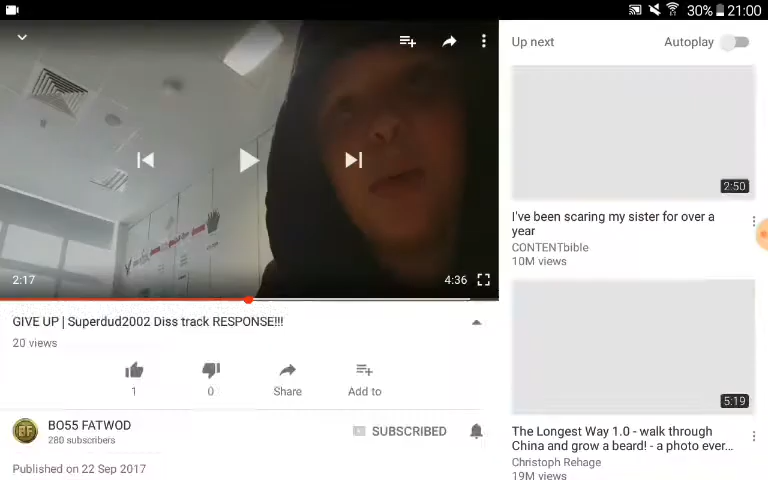 30% 21:00
Up next Autoplay
2:17 4:36
2:50
I've been scaring my sister for over a
year
CONTENTbible
10M views
GIVE UP | Superdud2002 Diss track RESPONSE!!!
20 views
1 0 Share Add to
BO55 FATWOD SUBSCRIBED
280 subscribers
Published on 22 Sep 2017
5:19
The Longest Way 1.0 - walk through
China and grow a beard! - a photo ever...
Christoph Rehage
19M views